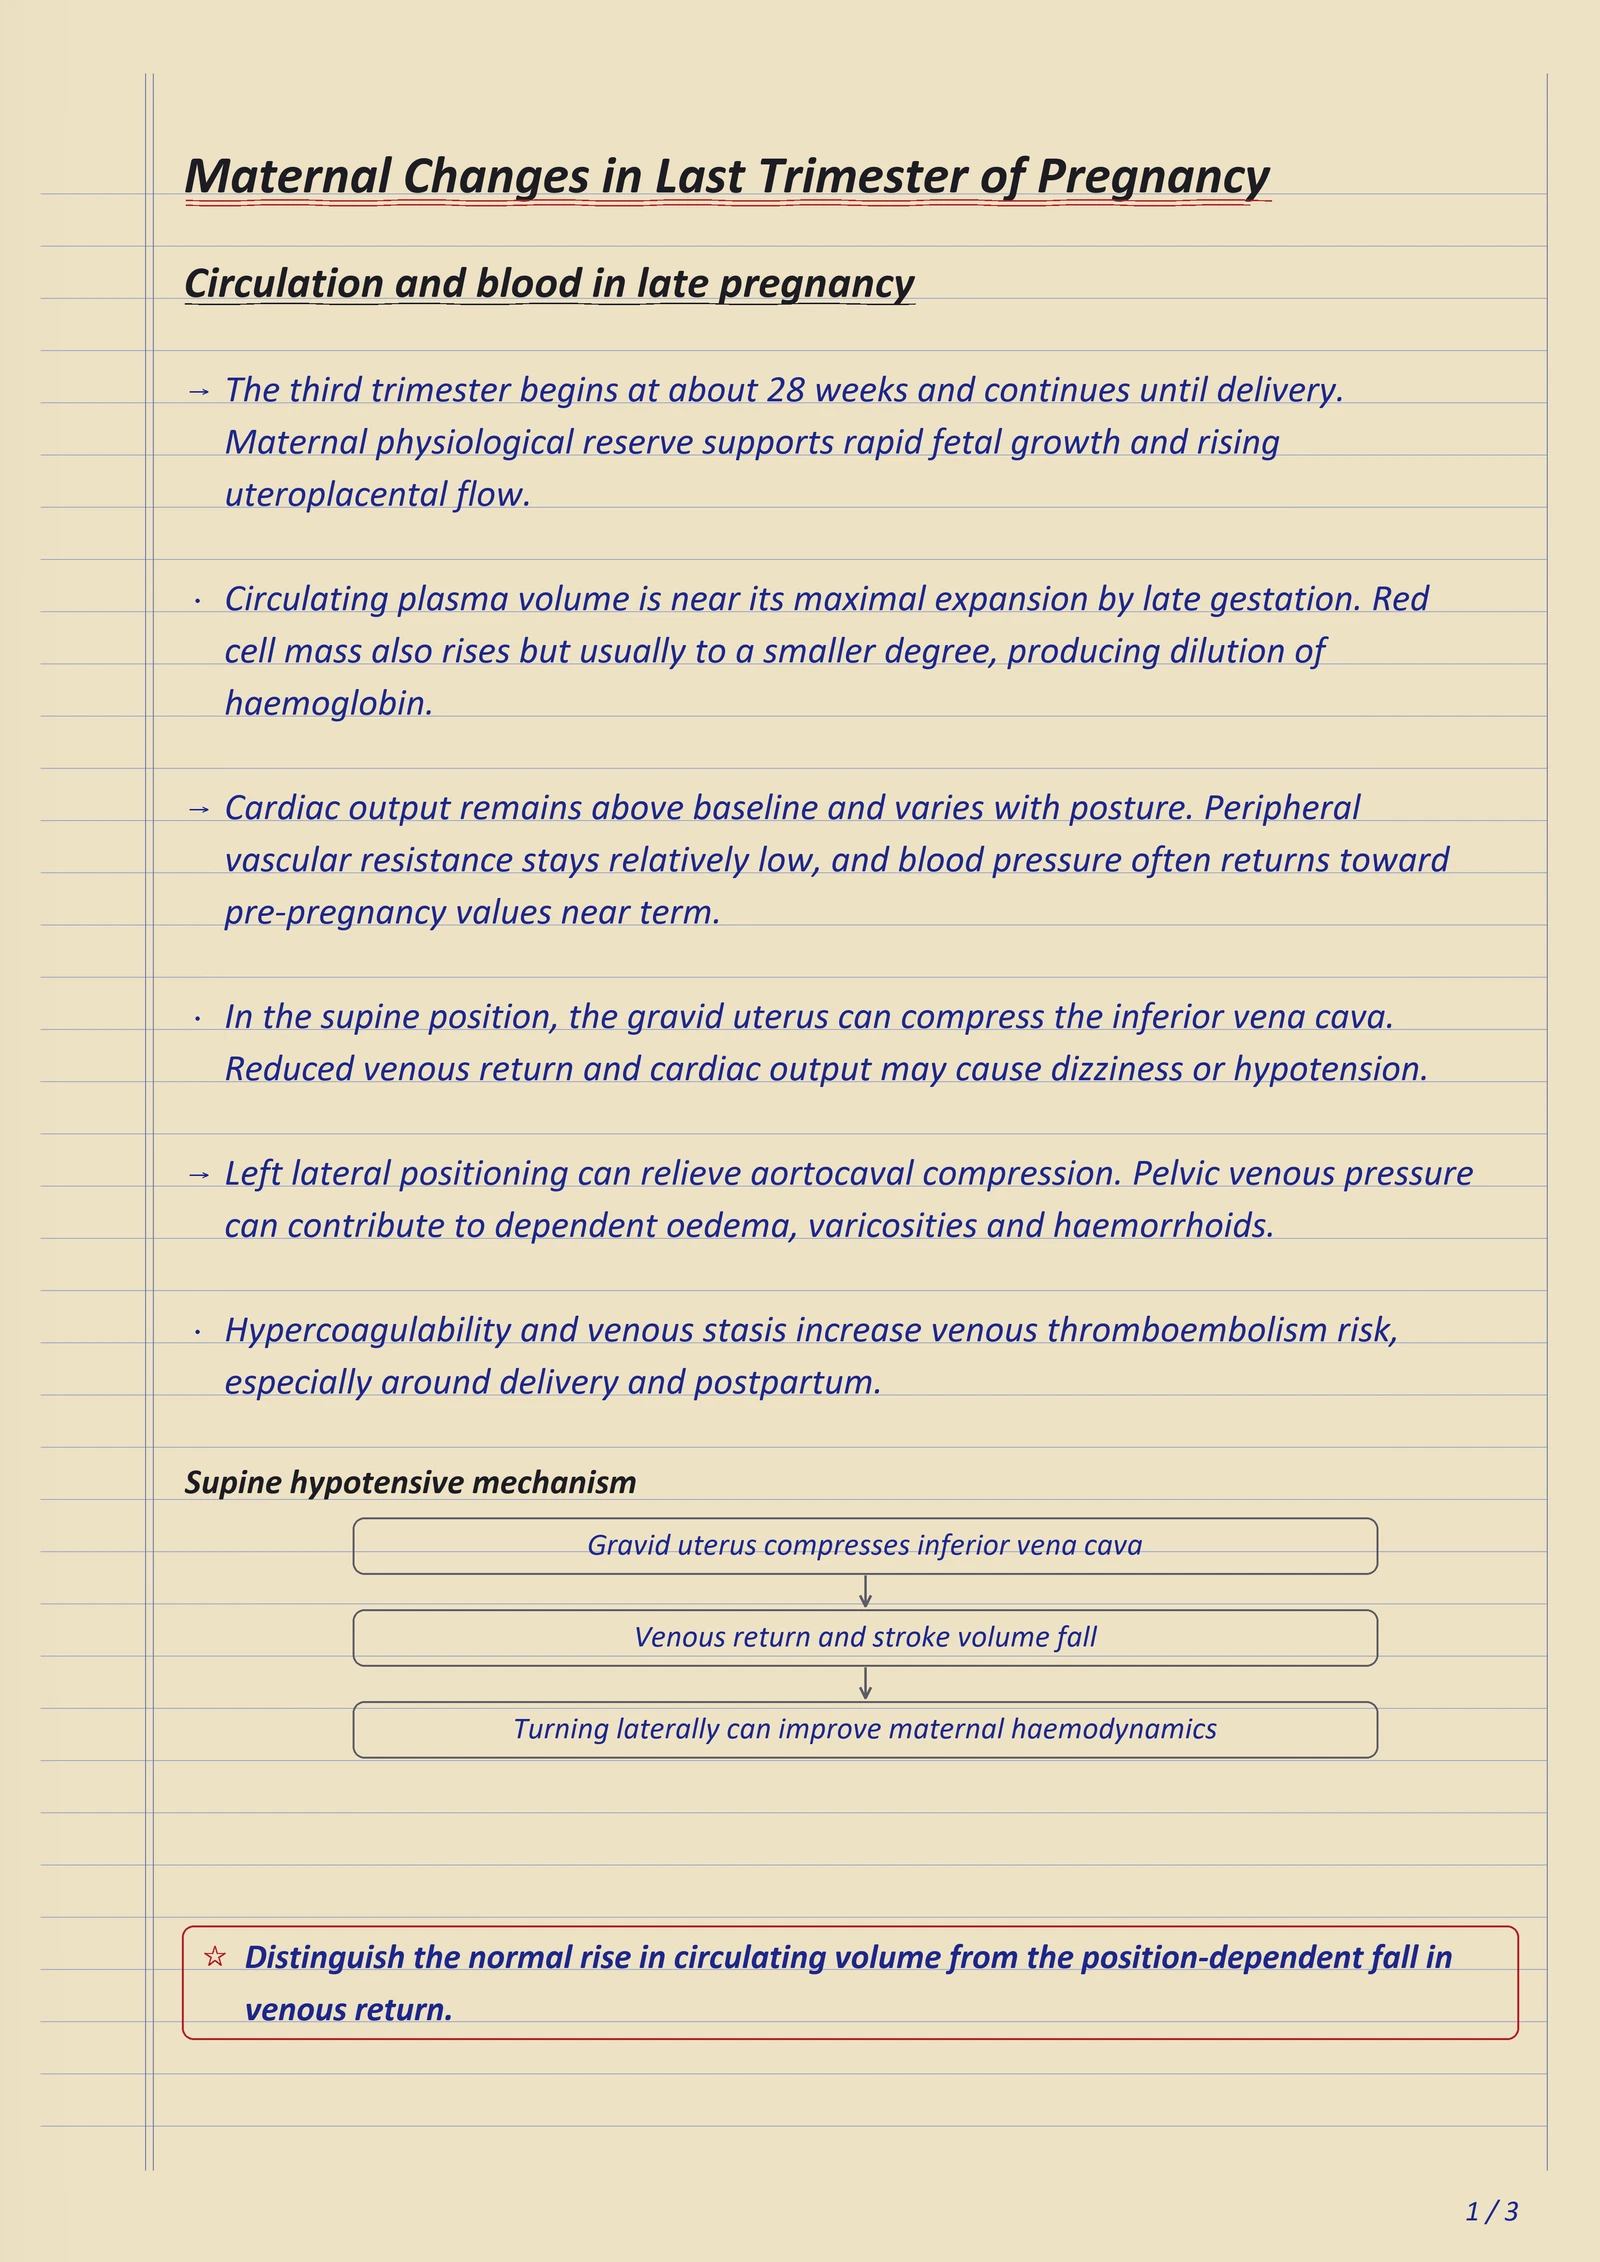 Maternal Changes in Last Trimester of Pregnancy
Circulation and blood in late pregnancy
→ The third trimester begins at about 28 weeks and continues until delivery.
Maternal physiological reserve supports rapid fetal growth and rising
uteroplacental flow.
· Circulating plasma volume is near its maximal expansion by late gestation. Red
cell mass also rises but usually to a smaller degree, producing dilution of
haemoglobin.
→ Cardiac output remains above baseline and varies with posture. Peripheral
vascular resistance stays relatively low, and blood pressure often returns toward
pre-pregnancy values near term.
· In the supine position, the gravid uterus can compress the inferior vena cava.
Reduced venous return and cardiac output may cause dizziness or hypotension.
→ Left lateral positioning can relieve aortocaval compression. Pelvic venous pressure
can contribute to dependent oedema, varicosities and haemorrhoids.
· Hypercoagulability and venous stasis increase venous thromboembolism risk,
especially around delivery and postpartum.
Supine hypotensive mechanism
Gravid uterus compresses inferior vena cava
Venous return and stroke volume fall
Turning laterally can improve maternal haemodynamics
☆ Distinguish the normal rise in circulating volume from the position-dependent fall in
venous return.
1 / 3